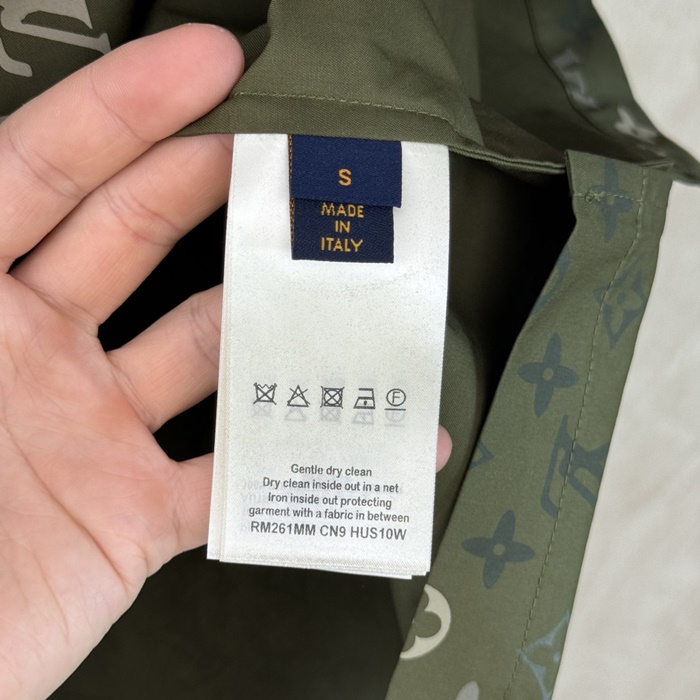 S
MADE
IN
ITALY
F
Gentle dry clean
Dry clean inside out in a net
Iron inside out protecting
garment with a fabric in between
RM261MM CN9 HUS10W